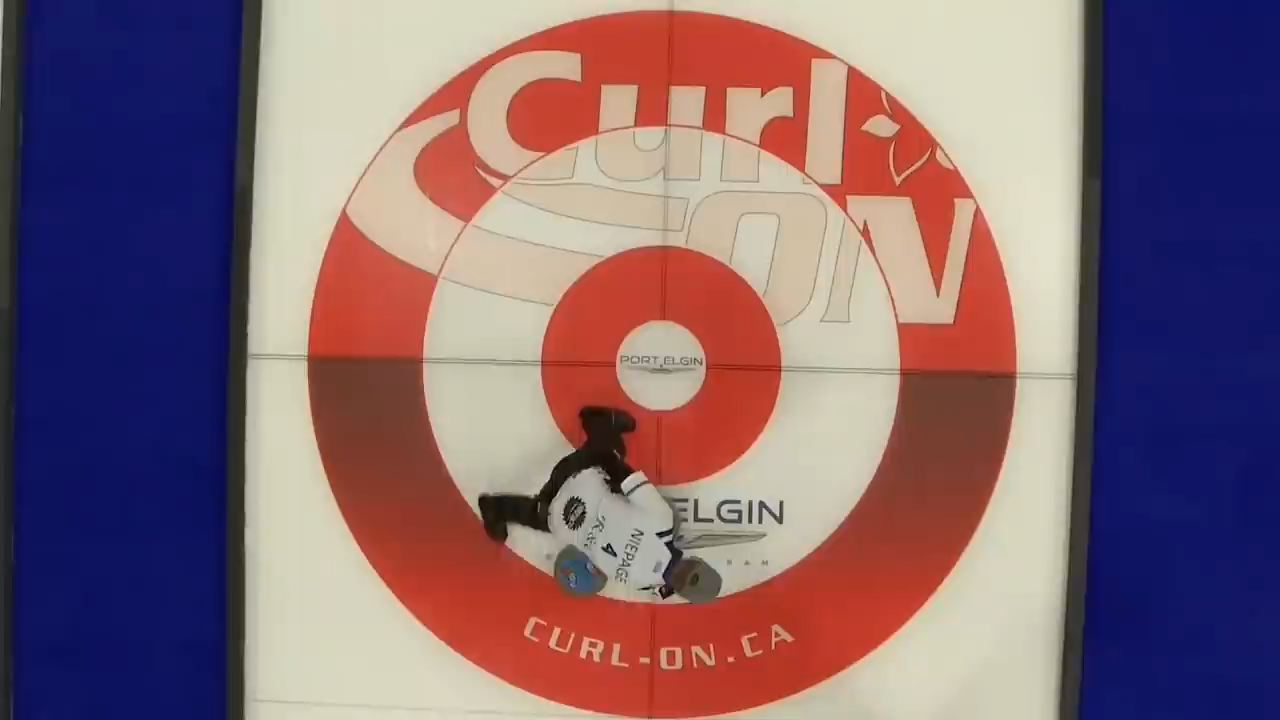 Curl
ON
PORT ELGIN
ELGIN
NIEPAGE
4
CURL-ON.CA